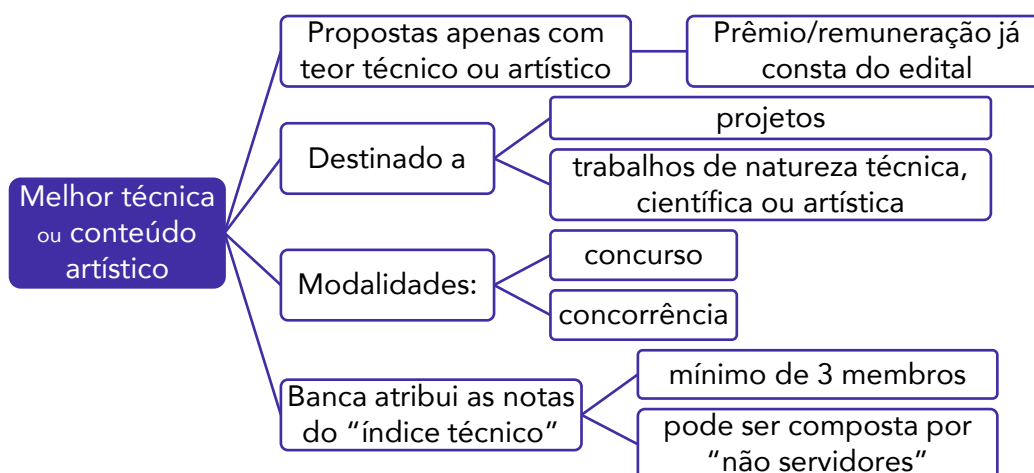 Melhor técnica
ou conteúdo
artístico
Propostas apenas com
teor técnico ou artístico
Prêmio/remuneração já
consta do edital
Destinado a
projetos
trabalhos de natureza técnica,
científica ou artística
Modalidades:
concurso
concorrência
Banca atribui as notas
do “índice técnico”
mínimo de 3 membros
pode ser composta por
“não servidores”